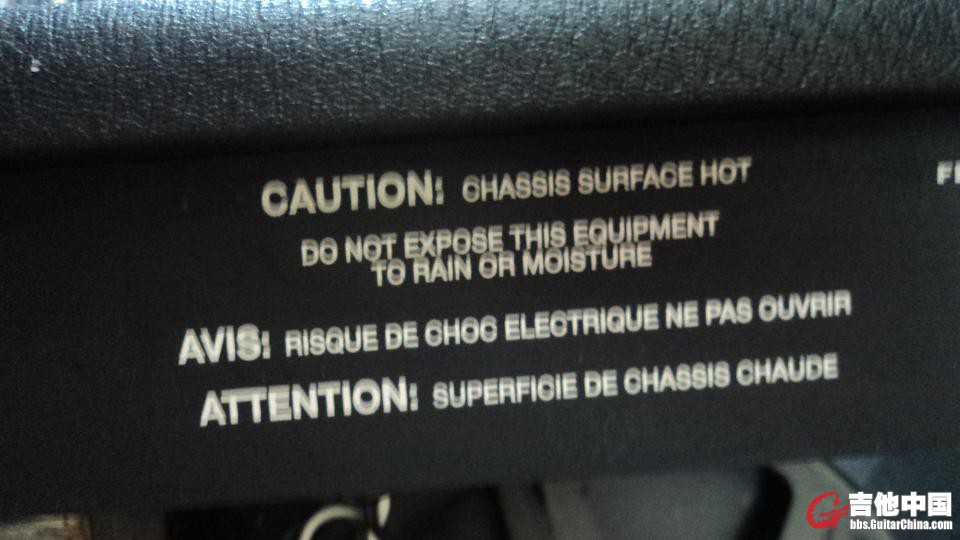 CAUTION: CHASSIS SURFACE HOT
DO NOT EXPOSE THIS EQUIPMENT
TO RAIN OR MOISTURE
AVIS: RISQUE DE CHOC ELECTRIQUE NE PAS OUVRIR
ATTENTION: SUPERFICIE DE CHASSIS CHAUDE
吉他中国
bbs.GuitarChina.com